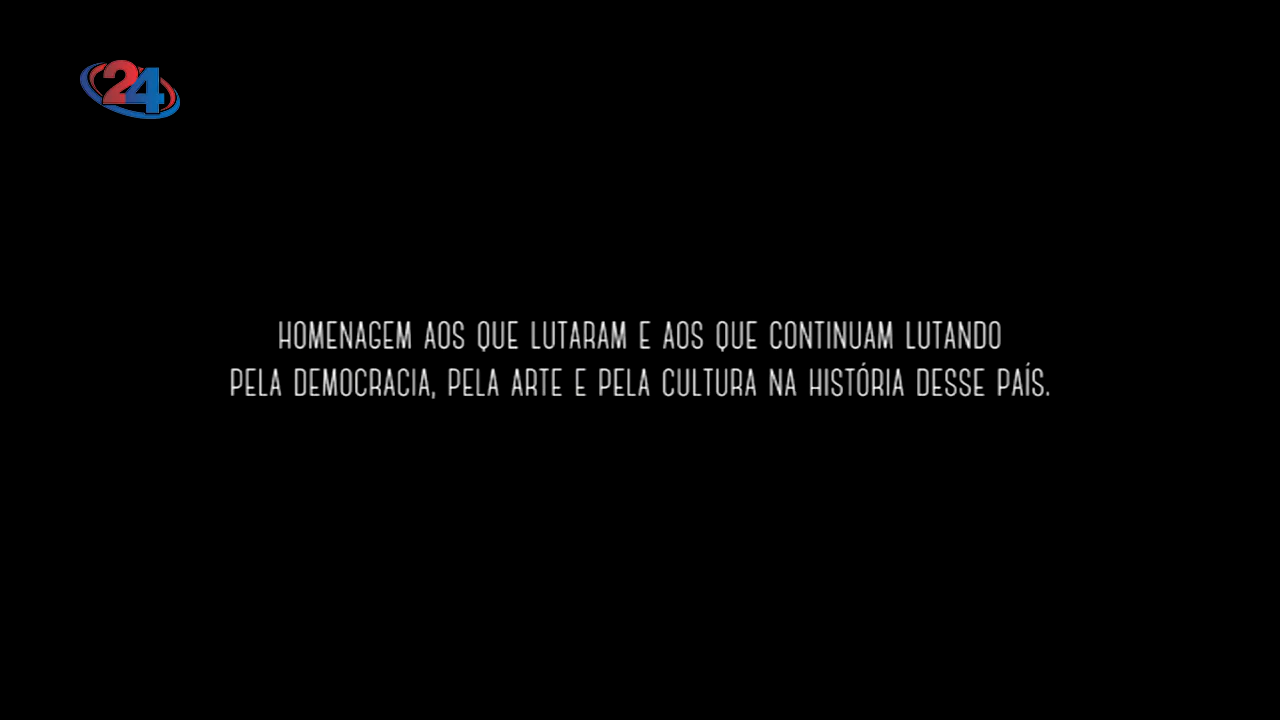 24
HOMENAGEM AOS QUE LUTARAM E AOS QUE CONTINUAM LUTANDO
PELA DEMOCRACIA, PELA ARTE E PELA CULTURA NA HISTÓRIA DESSE PAÍS.